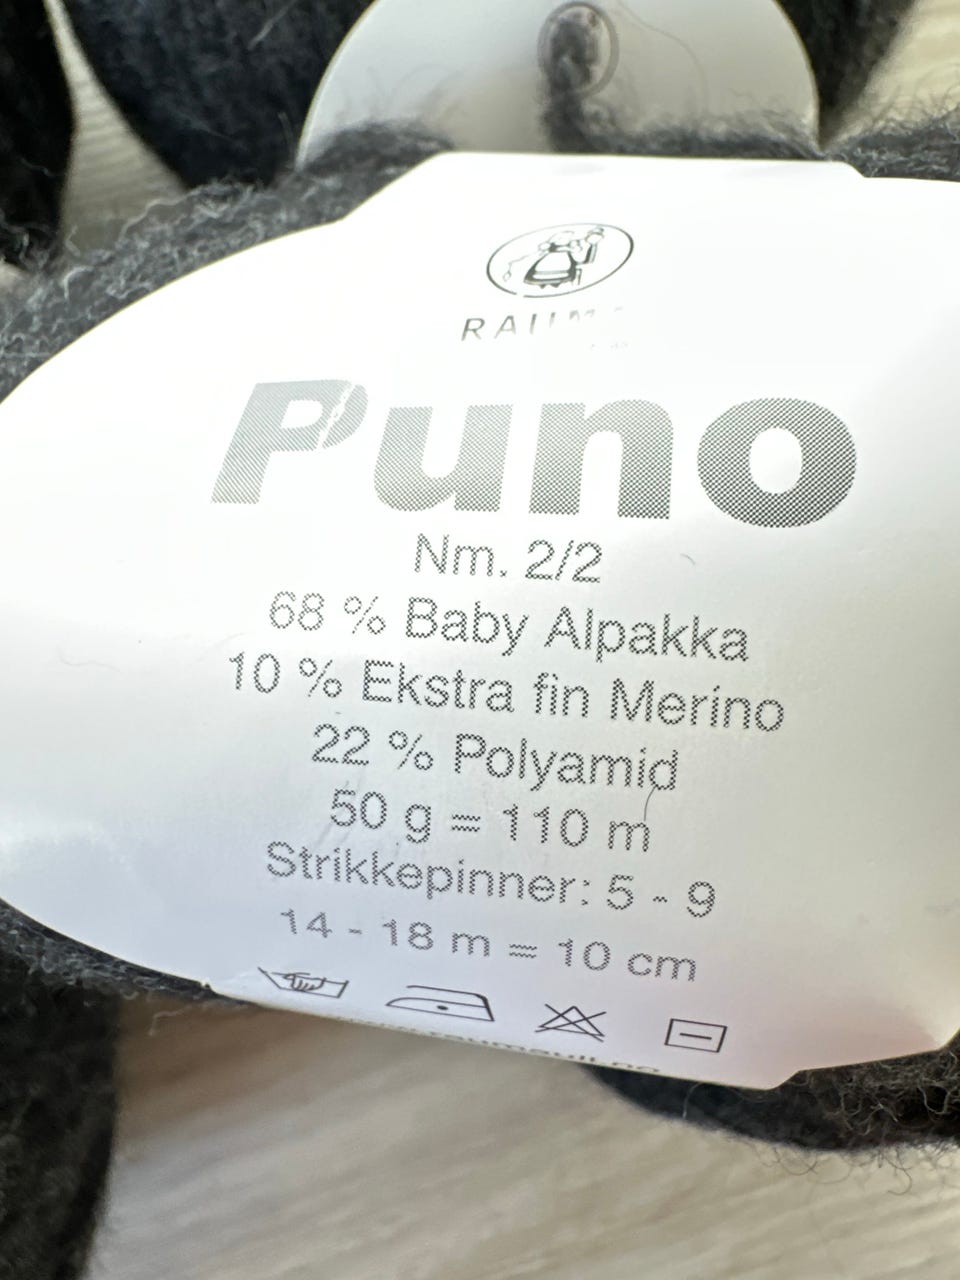 RAUMA
Puno
Nm. 2/2
68 % Baby Alpakka
10 % Ekstra fin Merino
22 % Polyamid
50 g = 110 m
Strikkepinner: 5 - 9
14 - 18 m = 10 cm